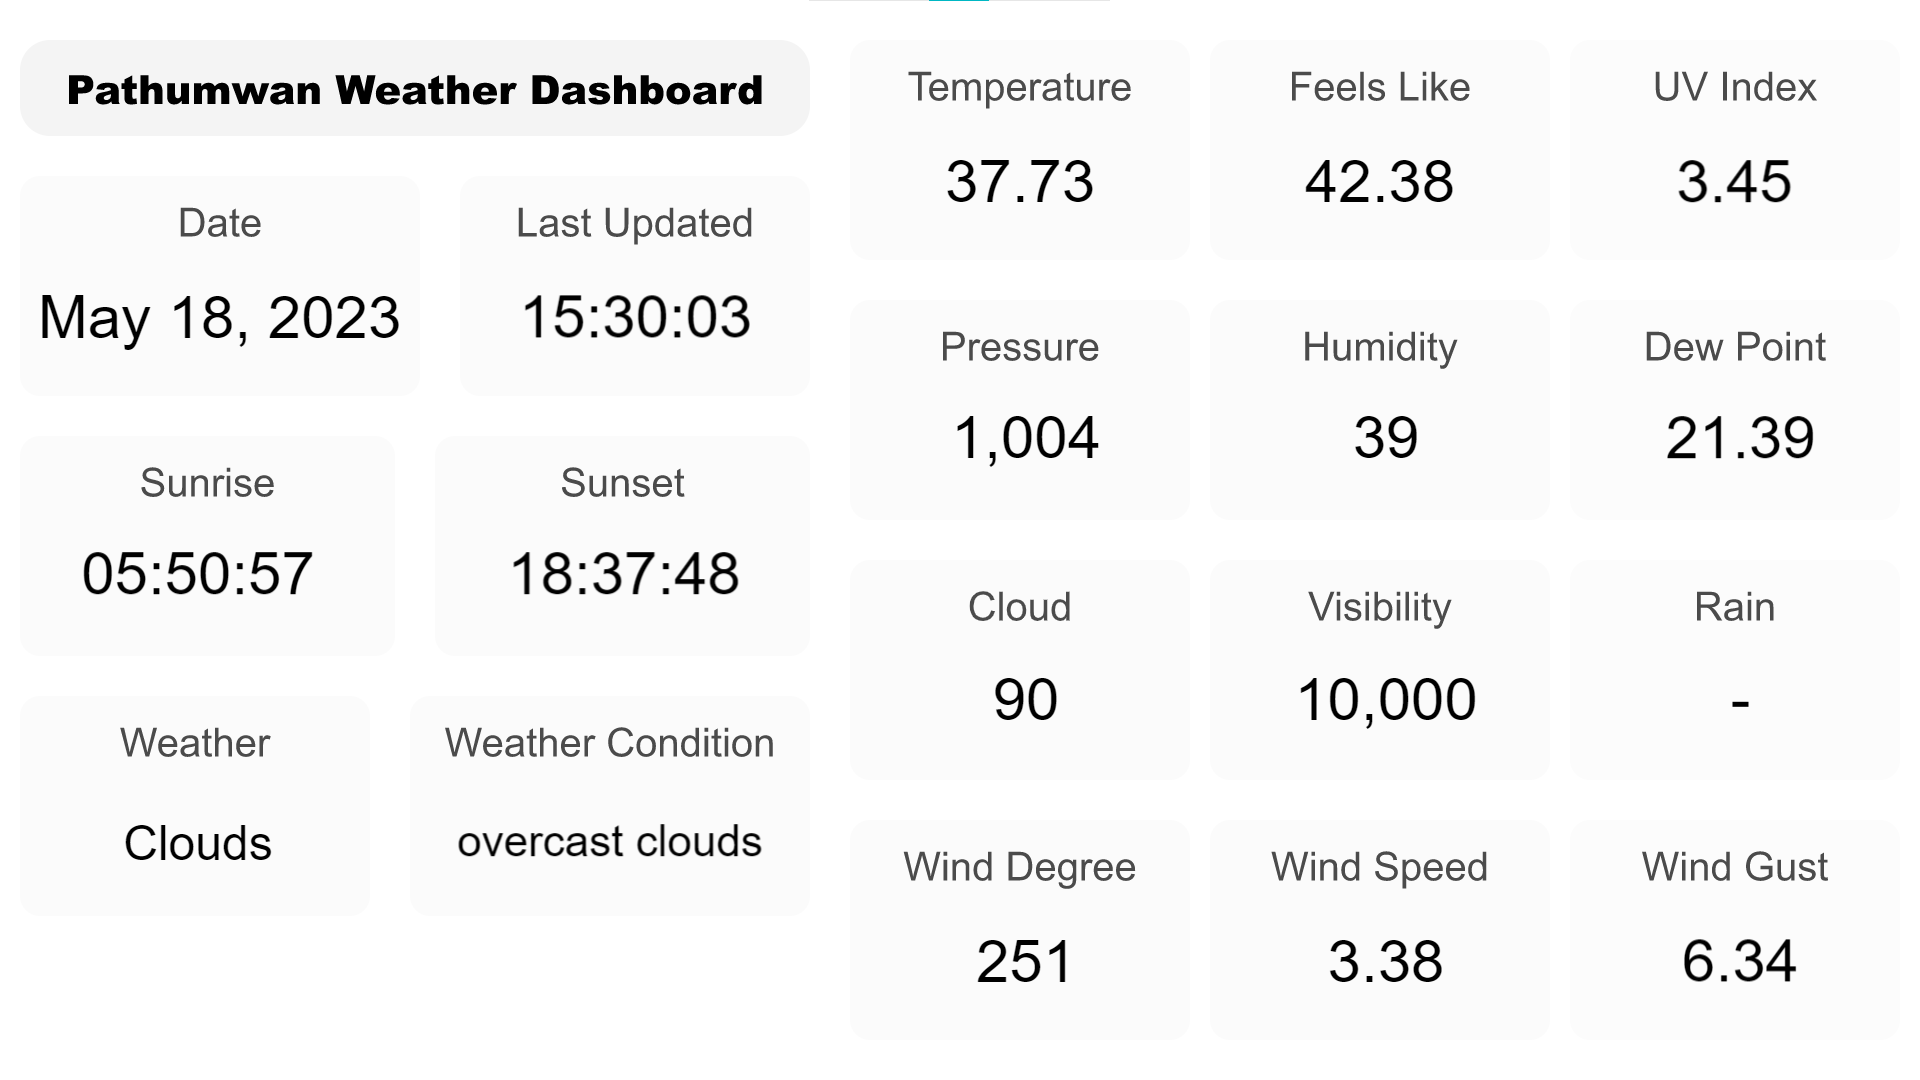 Pathumwan Weather Dashboard
Date
May 18, 2023
Last Updated
15:30:03
Sunrise
05:50:57
Sunset
18:37:48
Weather
Clouds
Weather Condition
overcast clouds
Temperature
37.73
Feels Like
42.38
UV Index
3.45
Pressure
1,004
Humidity
39
Dew Point
21.39
Cloud
90
Visibility
10,000
Rain
-
Wind Degree
251
Wind Speed
3.38
Wind Gust
6.34